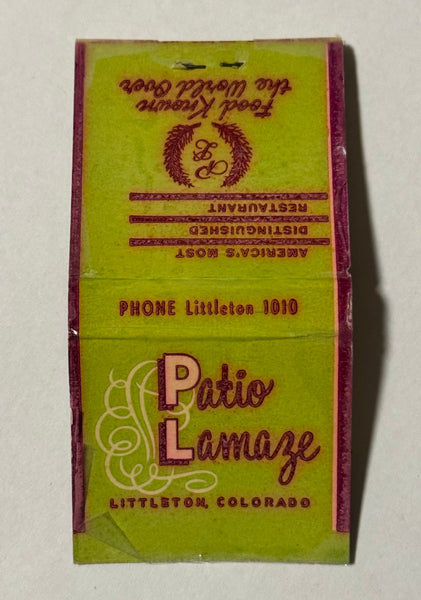 Food Known
the World Over
PL
AMERICA'S MOST
DISTINGUISHED
RESTAURANT
PHONE Littleton 1010
Patio
Lamaze
LITTLETON, COLORADO